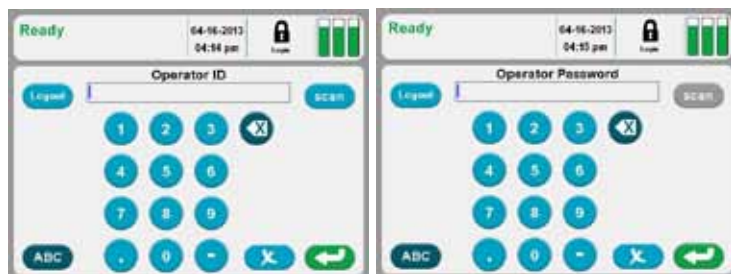 Ready
04-16-2013
04:14 pm
Login
Operator ID
Logout
scan
1 2 3 X
4 5 6
7 8 9
ABC . 0 - X
Ready
04-16-2013
04:15 pm
Login
Operator Password
Logout
scan
1 2 3 X
4 5 6
7 8 9
ABC . 0 - X